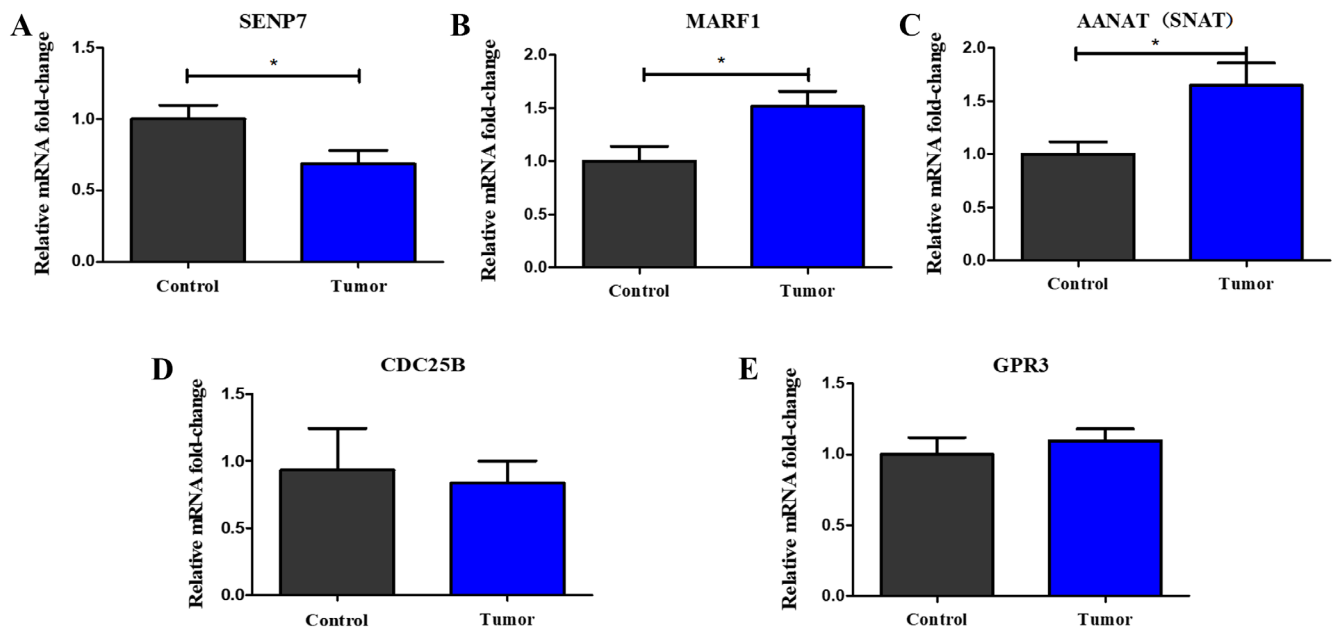 A
SENP7
Relative mRNA fold-change
1.5
1.0
0.5
0.0
*
Control
Tumor
B
MARF1
Relative mRNA fold-change
2.0
1.5
1.0
0.5
0.0
*
Control
Tumor
C
AANAT（SNAT）
Relative mRNA fold-change
2.0
1.5
1.0
0.5
0.0
*
Control
Tumor
D
CDC25B
Relative mRNA fold-change
1.5
1.0
0.5
0.0
Control
Tumor
E
GPR3
Relative mRNA fold-change
1.5
1.0
0.5
0.0
Control
Tumor